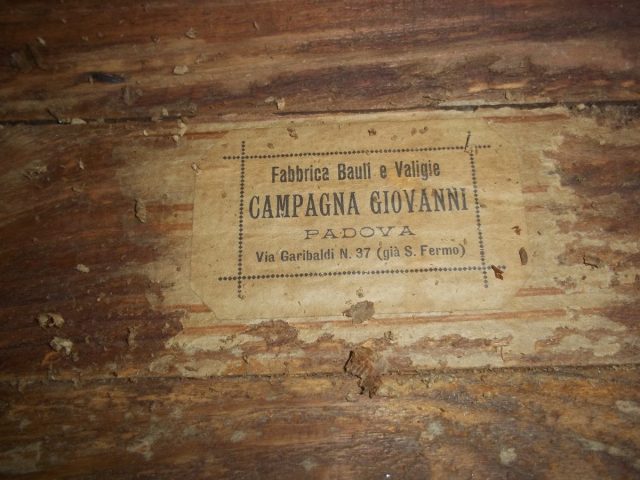 Fabbrica Bauli e Valigie
CAMPAGNA GIOVANNI
PADOVA
Via Garibaldi N. 37 (già S. Fermo)